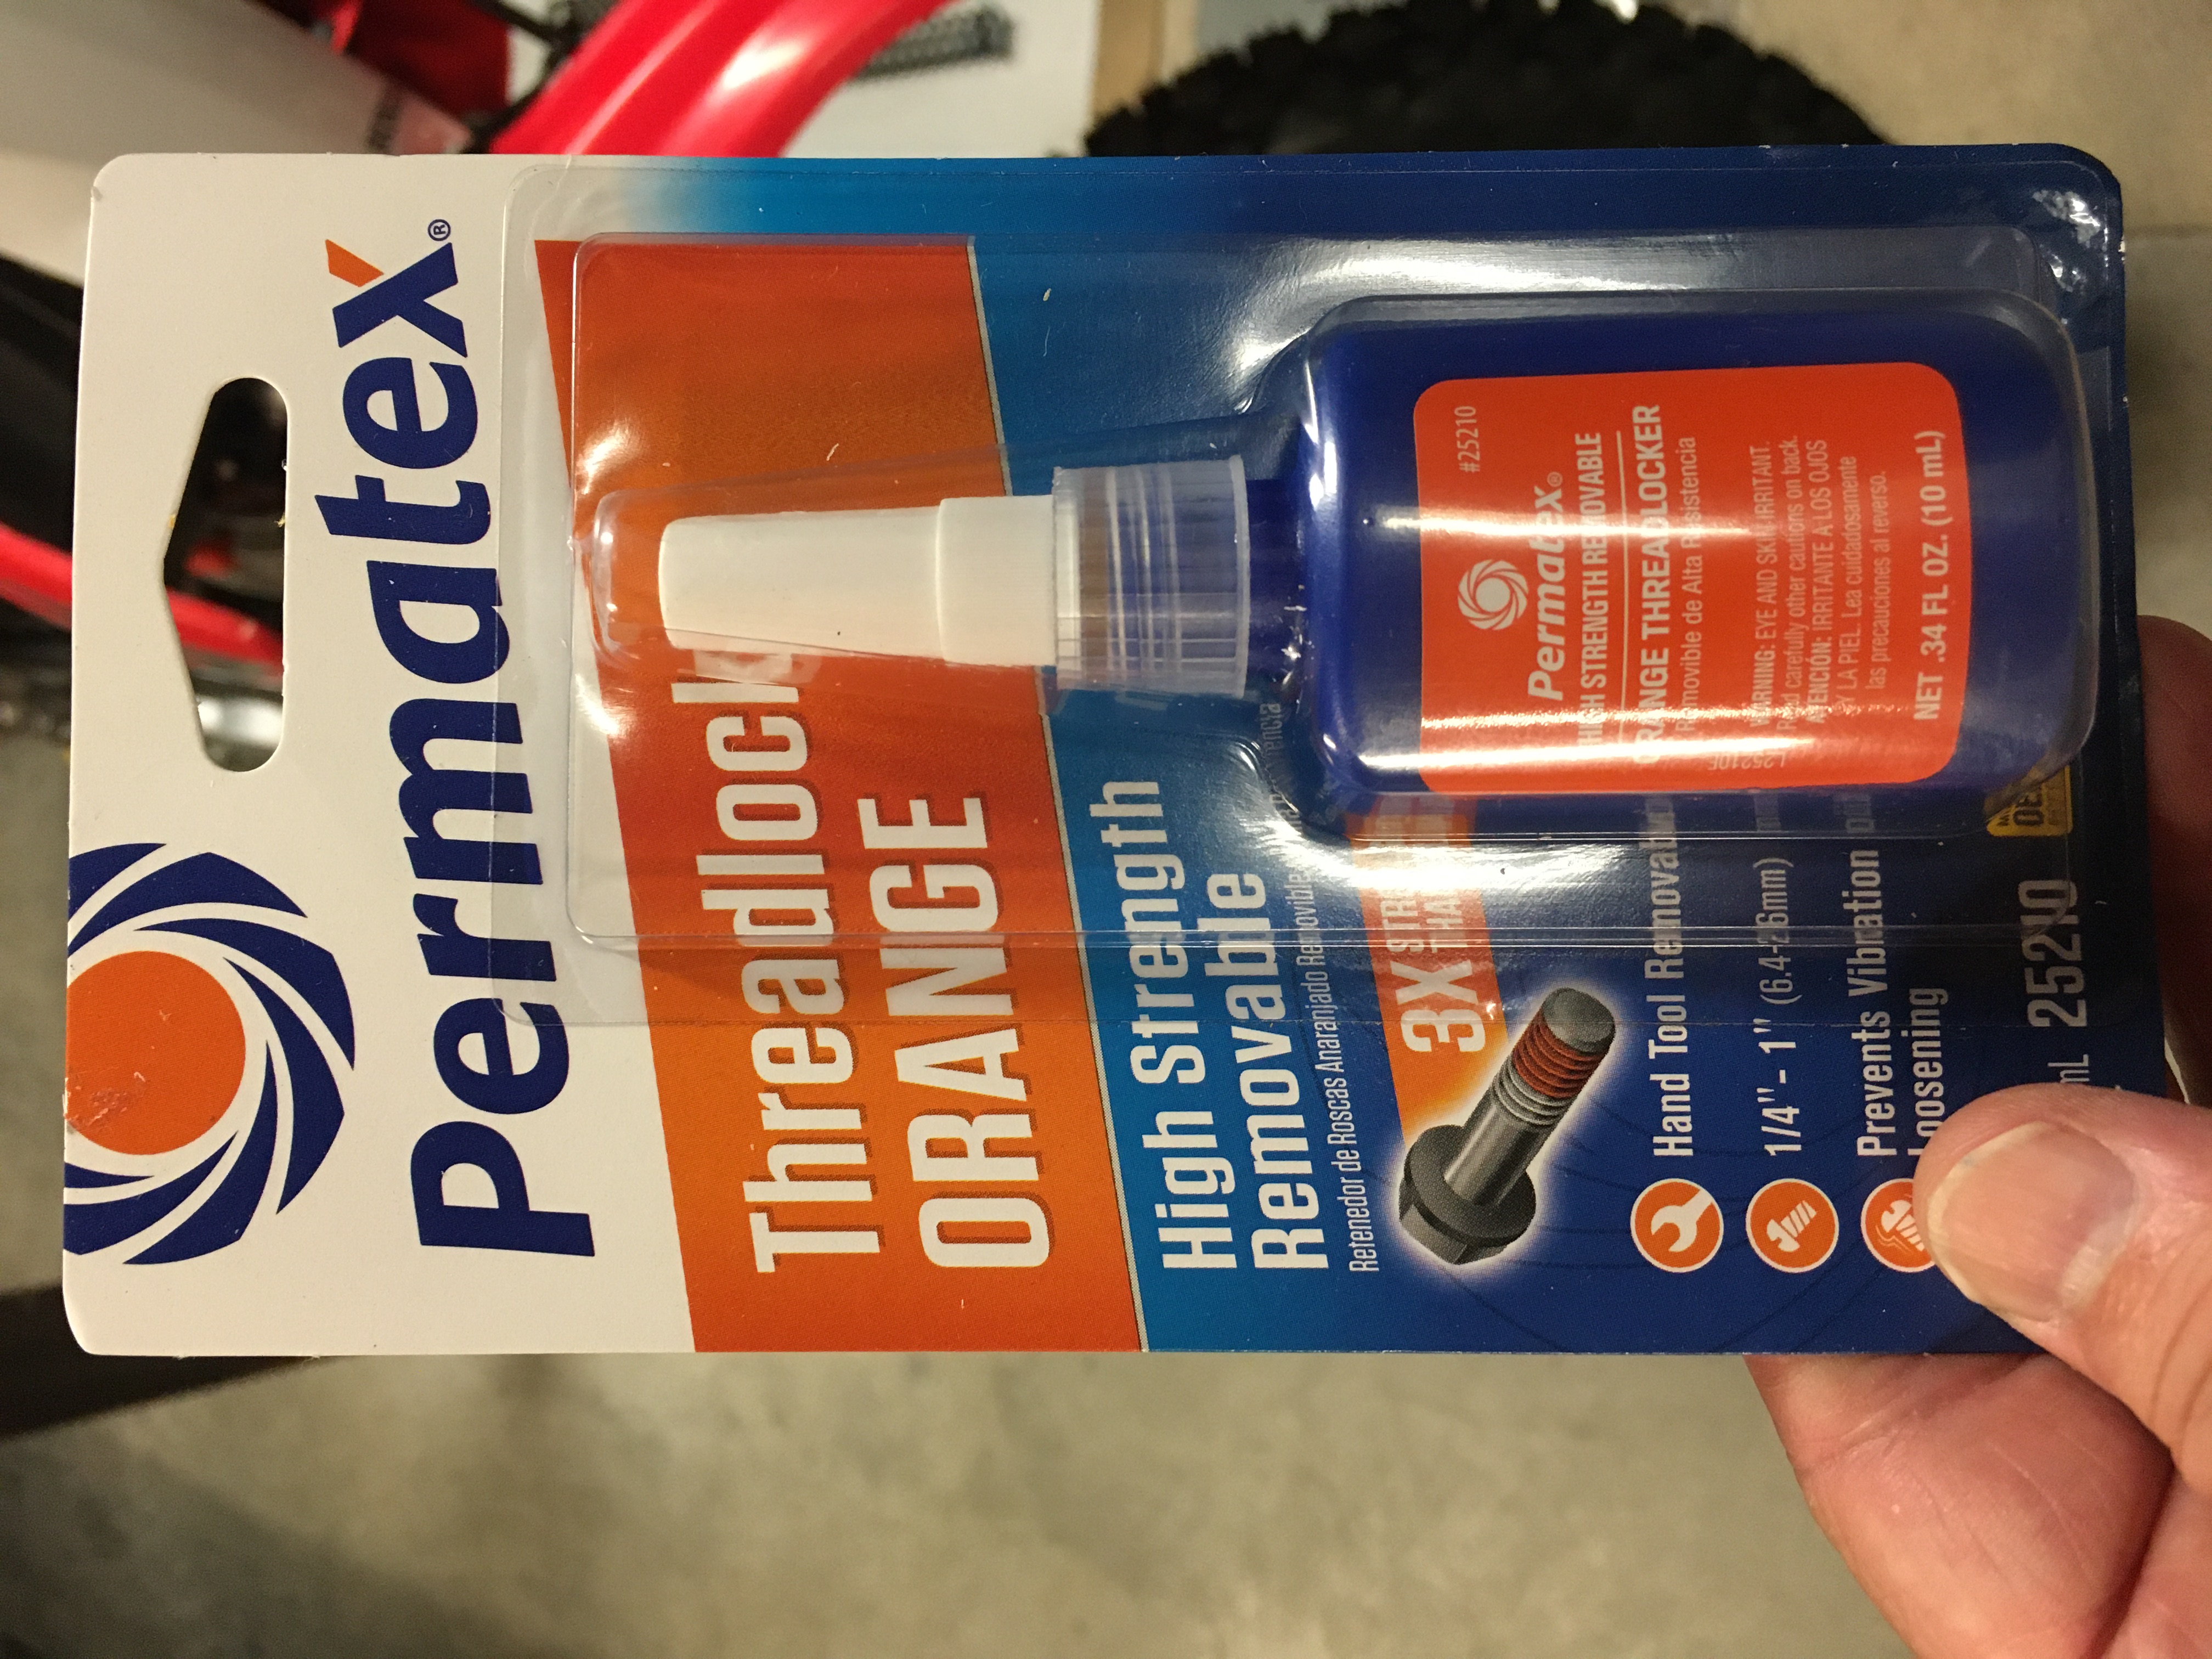 Permatex®
Threadlock
ORANGE
High Strength
Removable
Retenedor de Roscas Anaranjado Removible
3X
Hand Tool
1/4"- 1" (6.4-26mm)
Prevents Vibration
Loosening
mL 25210
#25210
Permatex®
HIGH STRENGTH REMOVABLE
ORANGE THREADLOCKER
Removible de Alta Resistencia
WARNING: EYE AND SKIN IRRITANT.
Read carefully other cautions on back.
ATENCIÓN: IRRITANTE A LOS OJOS
Y LA PIEL. Lea cuidadosamente
las precauciones al reverso.
NET .34 FL OZ. (10 mL)